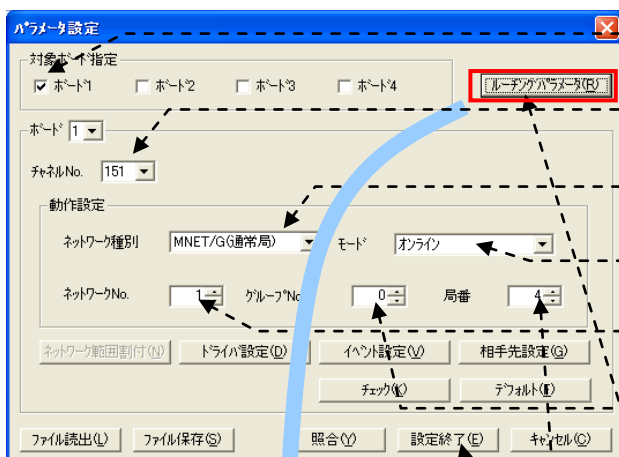 パラメータ設定
対象ボード指定
ボード1 ボード2 ボード3 ボード4 ルーチングパラメータ(R)
ボード 1
チャネルNo. 151
動作設定
ネットワーク種別 MNET/G(通常局) モード オンライン
ネットワークNo. 1 グループNo 0 局番 4
ネットワーク範囲割付(N) ドライバ設定(D) イベント設定(V) 相手先設定(G)
チェック(K) デフォルト(F)
ファイル読出(L) ファイル保存(S) 照合(Y) 設定終了(E) キャンセル(C)